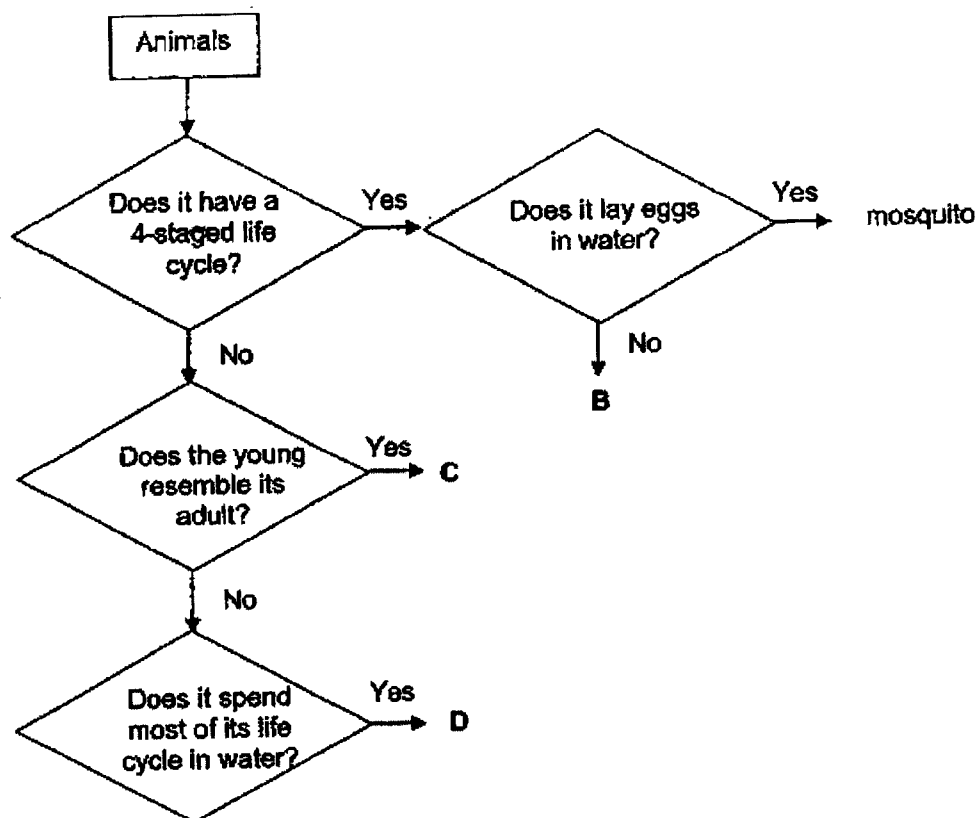 Animals
Does it have a
4-staged life
cycle?
Yes
Does it lay eggs
in water?
Yes
mosquito
No
B
No
Does the young
resemble its
adult?
Yes
C
No
Does it spend
most of its life
cycle in water?
Yes
D